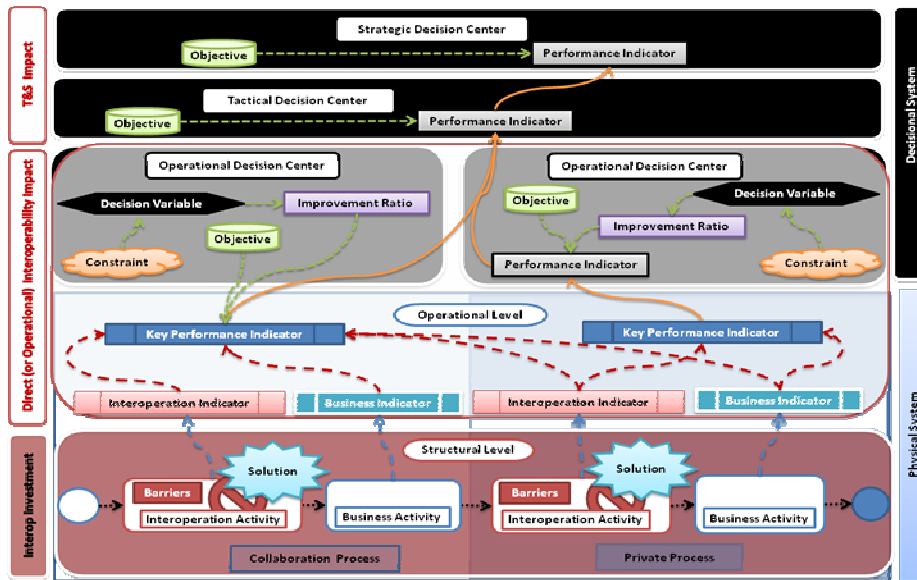 T&S Impact
Strategic Decision Center
Objective
Performance Indicator
Tactical Decision Center
Objective
Performance Indicator
Decisional System
Direct (or Operational) Interoperability Impact
Operational Decision Center
Decision Variable
Improvement Ratio
Objective
Constraint
Operational Decision Center
Objective
Decision Variable
Improvement Ratio
Performance Indicator
Constraint
Operational Level
Key Performance Indicator
Key Performance Indicator
Interoperation Indicator
Business Indicator
Interoperation Indicator
Business Indicator
Physical System
Interop Investment
Structural Level
Solution
Solution
Barriers
Interoperation Activity
Business Activity
Barriers
Interoperation Activity
Business Activity
Collaboration Process
Private Process